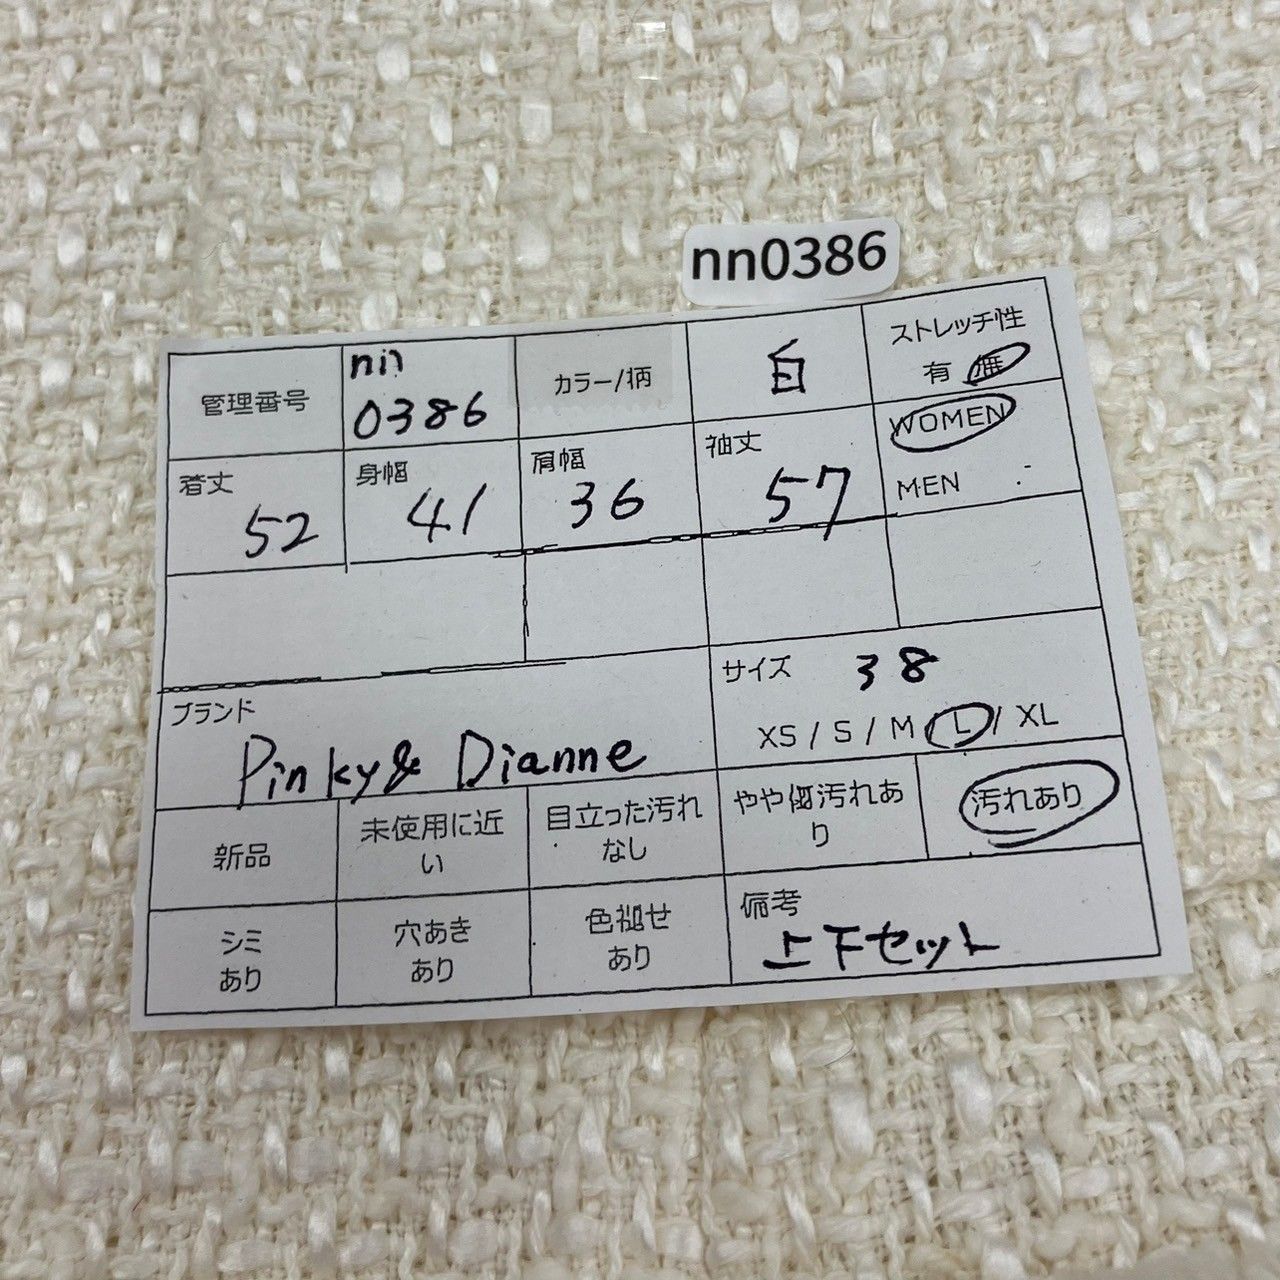 nn0386
管理番号
nn
0386
カラー/柄
白
ストレッチ性
有 無
着丈
52
身幅
41
肩幅
36
袖丈
57
WOMEN
MEN
ブランド
Pinky& Dianne
サイズ 38
XS / S / M / L / XL
新品
未使用に近
い
目立った汚れ
なし
やや傷汚れあ
り
汚れあり
シミ
あり
穴あき
あり
色褪せ
あり
備考
上下セット